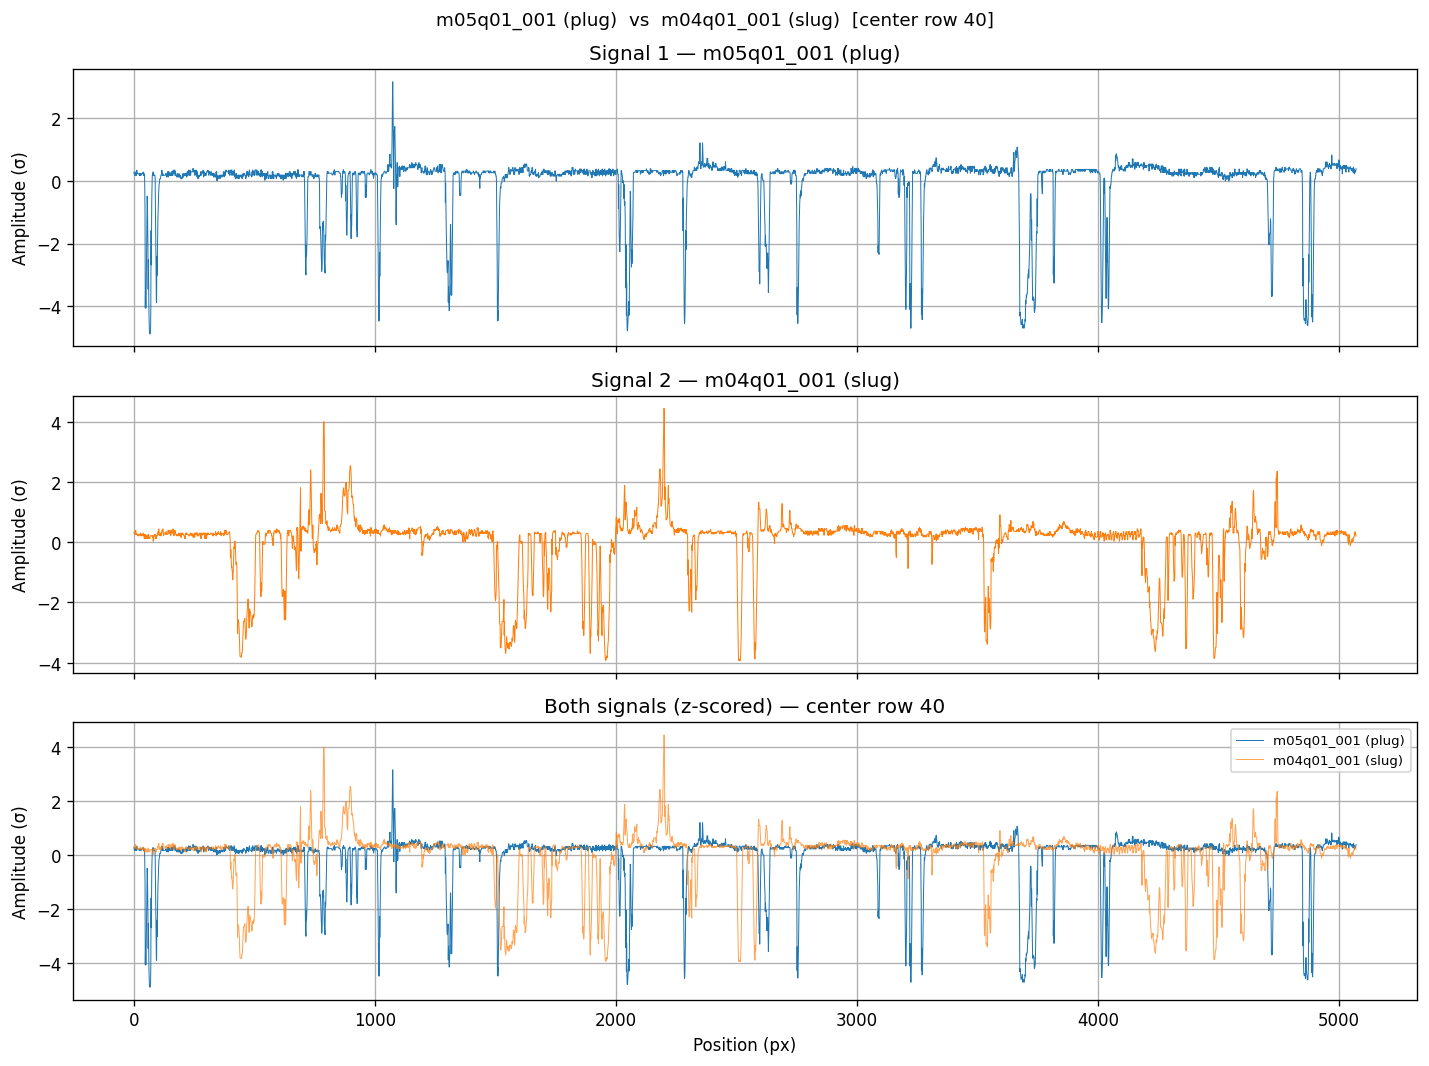 m05q01_001 (plug)  vs  m04q01_001 (slug)  [center row 40]
Signal 1 — m05q01_001 (plug)
Amplitude (σ)
2
0
−2
−4
Signal 2 — m04q01_001 (slug)
Amplitude (σ)
4
2
0
−2
−4
Both signals (z-scored) — center row 40
Amplitude (σ)
4
2
0
−2
−4
m05q01_001 (plug)
m04q01_001 (slug)
0 1000 2000 3000 4000 5000
Position (px)